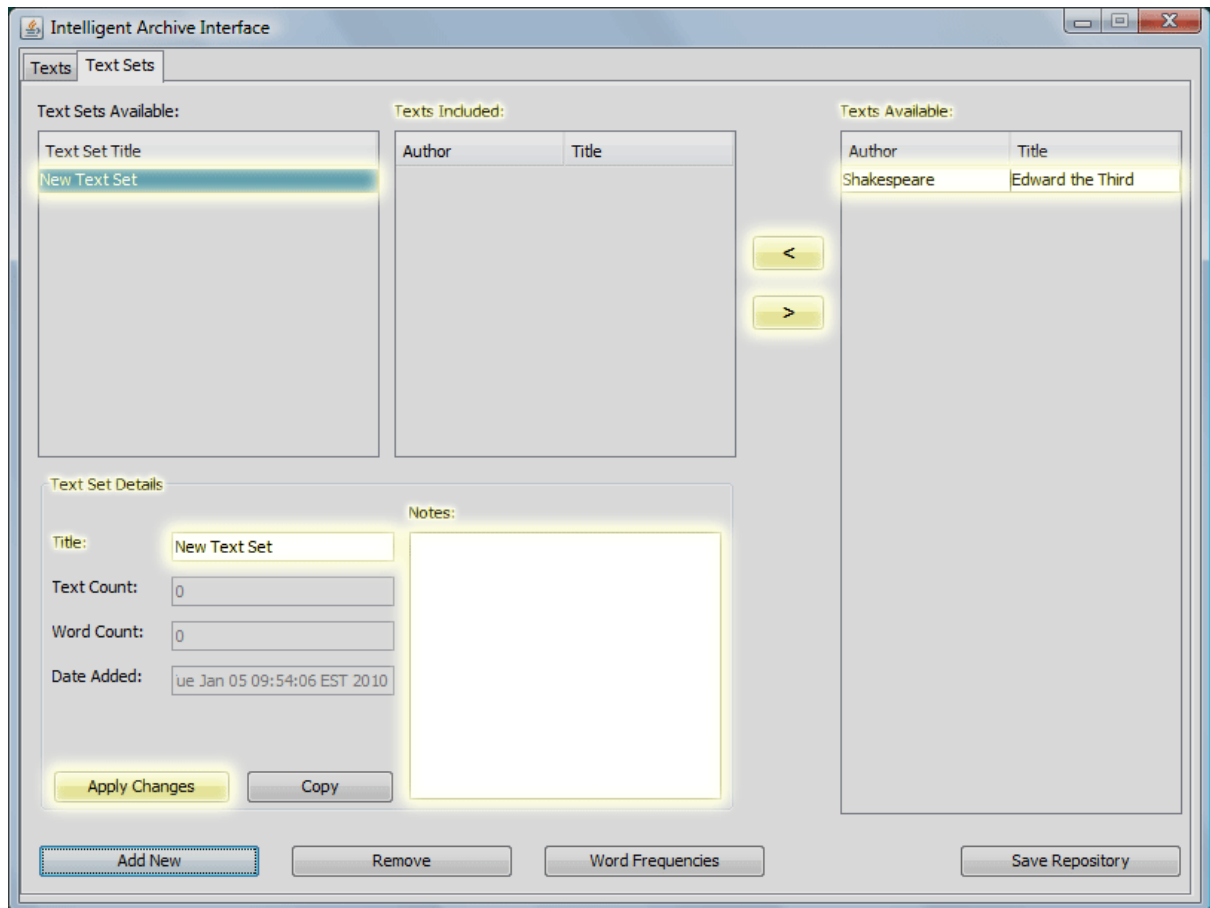 Intelligent Archive Interface
Texts Text Sets
Text Sets Available: Texts Included: Texts Available:
Text Set Title Author Title Author Title
New Text Set Shakespeare Edward the Third
<
>
Text Set Details
Notes:
Title: New Text Set
Text Count: 0
Word Count: 0
Date Added: ue Jan 05 09:54:06 EST 2010
Apply Changes Copy
Add New Remove Word Frequencies Save Repository